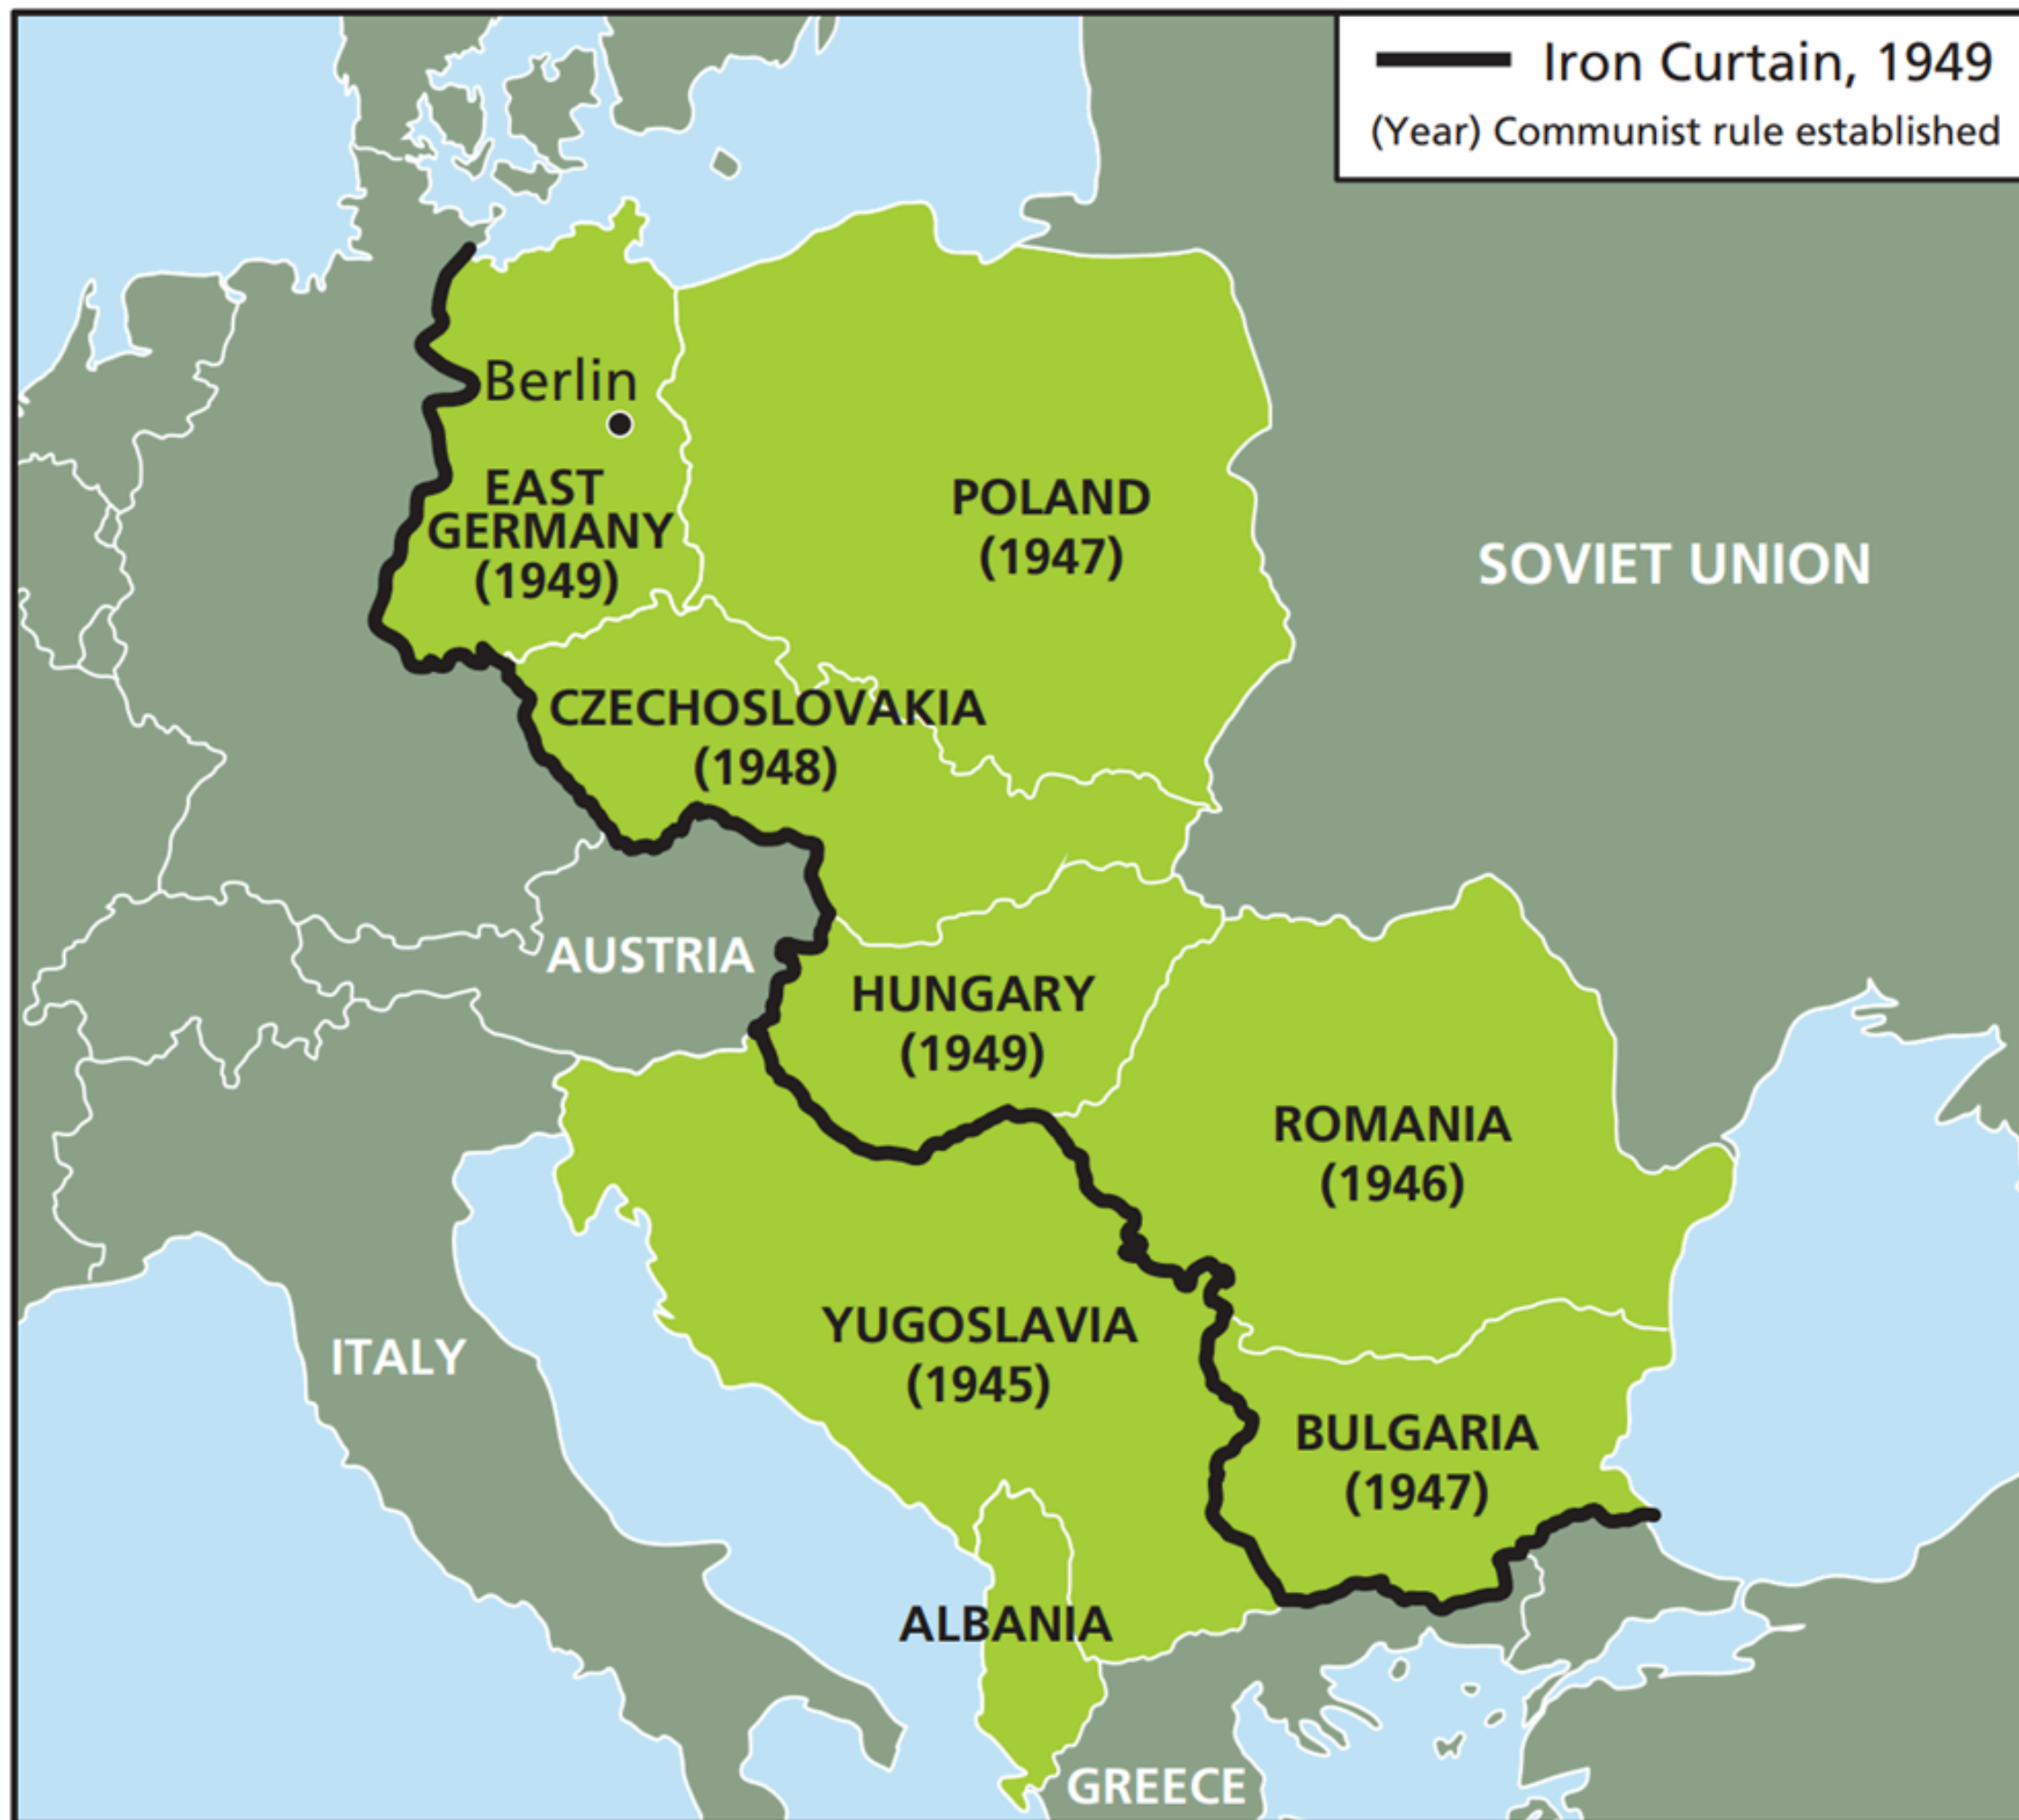 Iron Curtain, 1949
(Year) Communist rule established
Berlin
EAST
GERMANY
(1949)
POLAND
(1947)
SOVIET UNION
CZECHOSLOVAKIA
(1948)
AUSTRIA
HUNGARY
(1949)
ROMANIA
(1946)
ITALY
YUGOSLAVIA
(1945)
BULGARIA
(1947)
ALBANIA
GREECE